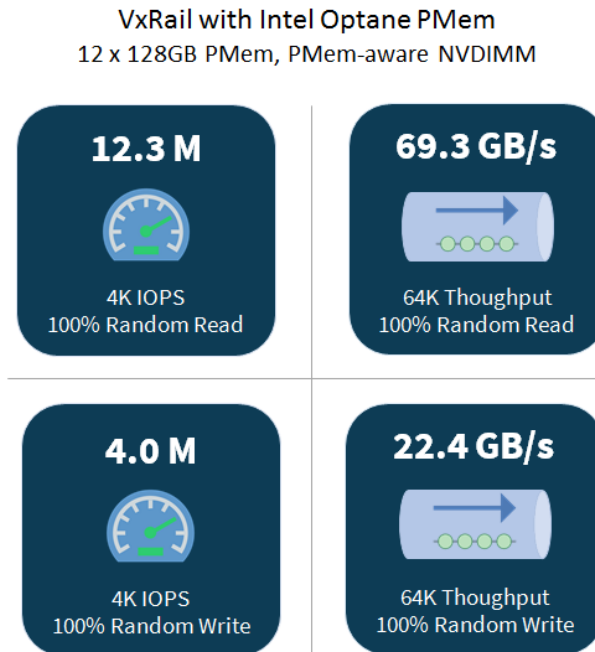 VxRail with Intel Optane PMem
12 x 128GB PMem, PMem-aware NVDIMM
12.3 M
4K IOPS
100% Random Read
69.3 GB/s
64K Thoughput
100% Random Read
4.0 M
4K IOPS
100% Random Write
22.4 GB/s
64K Thoughput
100% Random Write